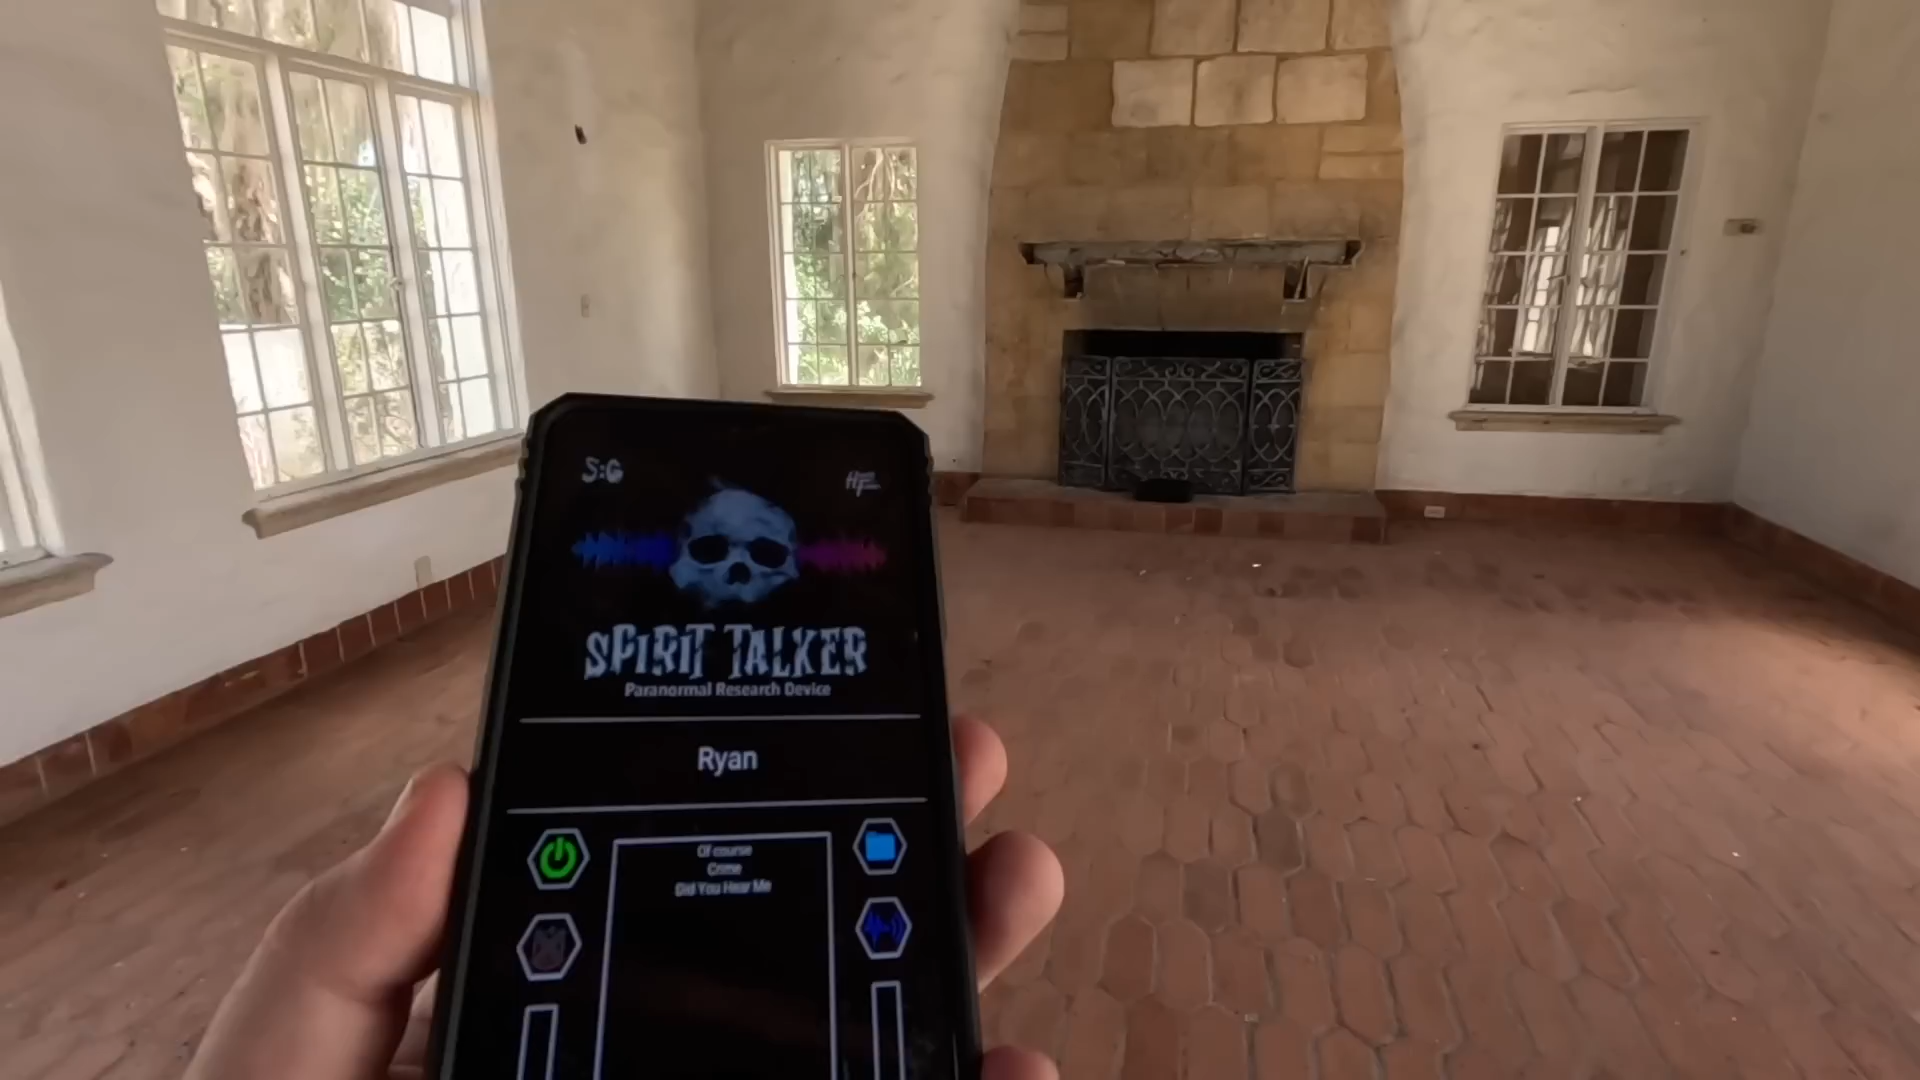 S:G
SPIRIT TALKER
Paranormal Research Device
Ryan
Of course
Crime
Did You Hear Me